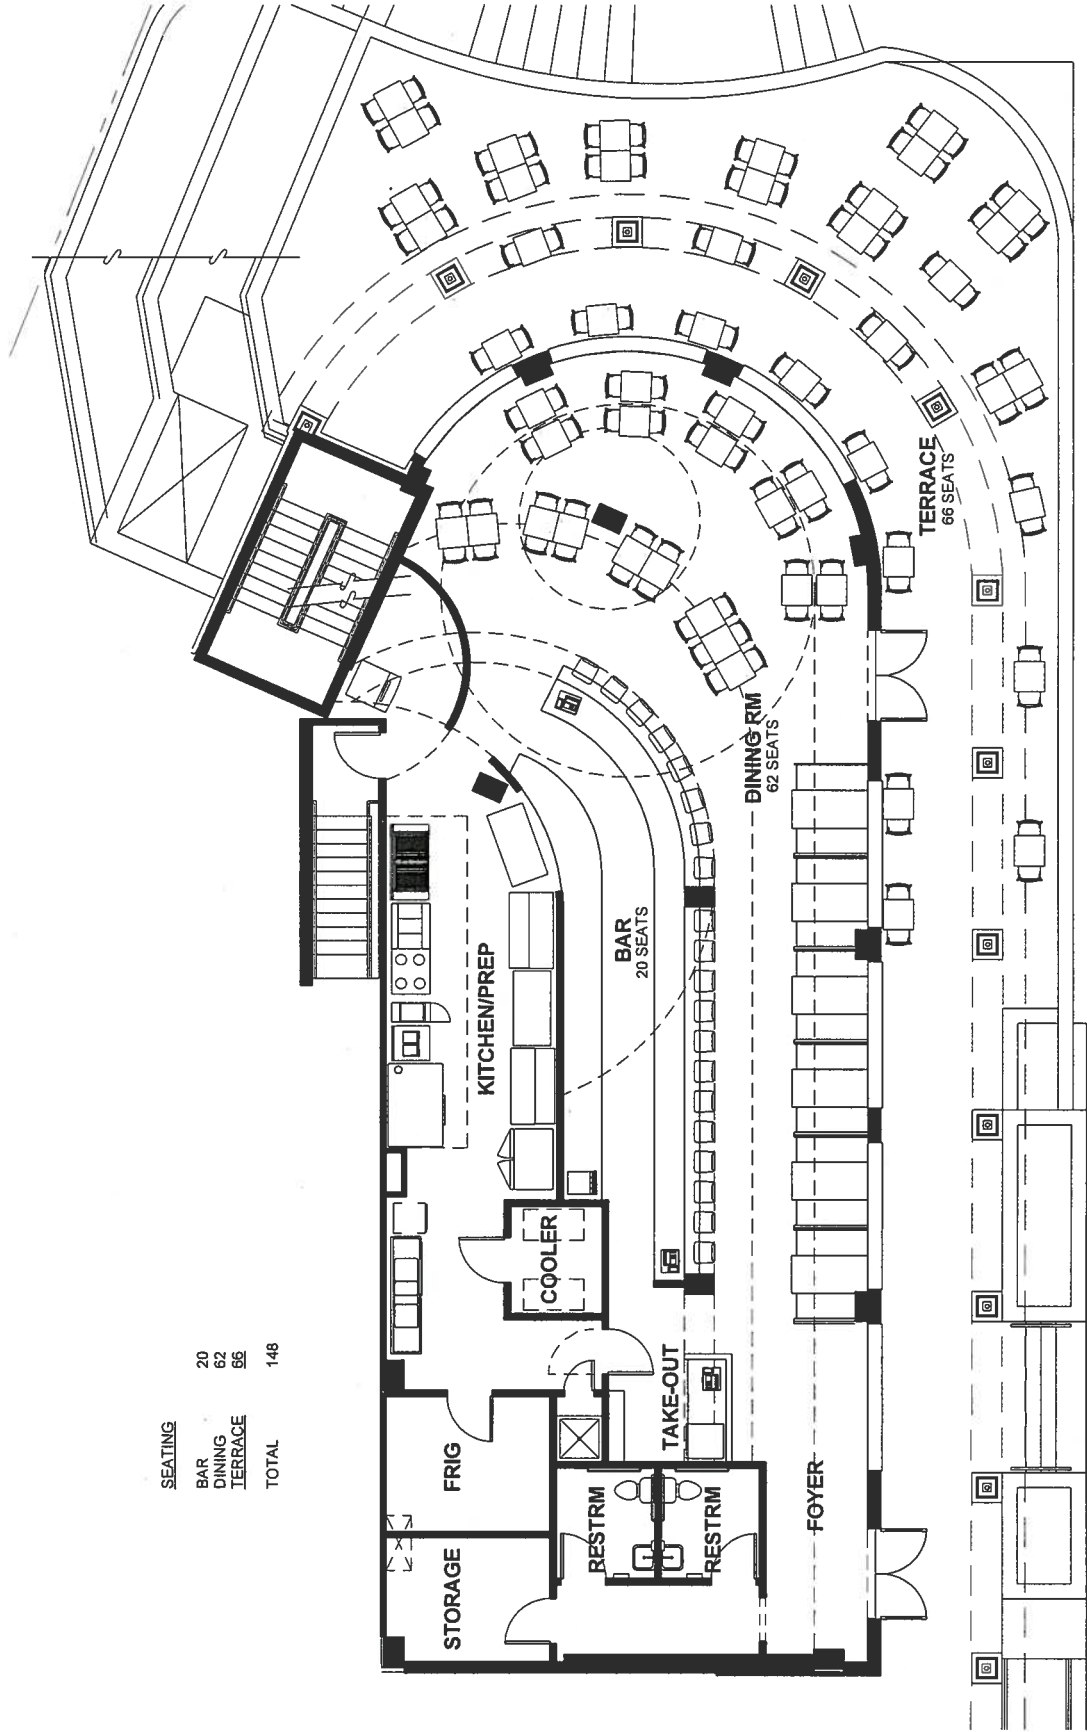 SEATING
BAR 20
DINING 62
TERRACE 66
TOTAL 148
STORAGE
FRIG
COOLER
KITCHEN/PREP
RESTRM
RESTRM
TAKE-OUT
BAR
20 SEATS
FOYER
DINING RM
62 SEATS
TERRACE
66 SEATS